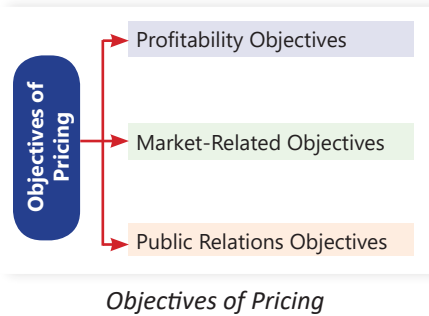 Objectives of
Pricing
Profitability Objectives
Market-Related Objectives
Public Relations Objectives
Objectives of Pricing